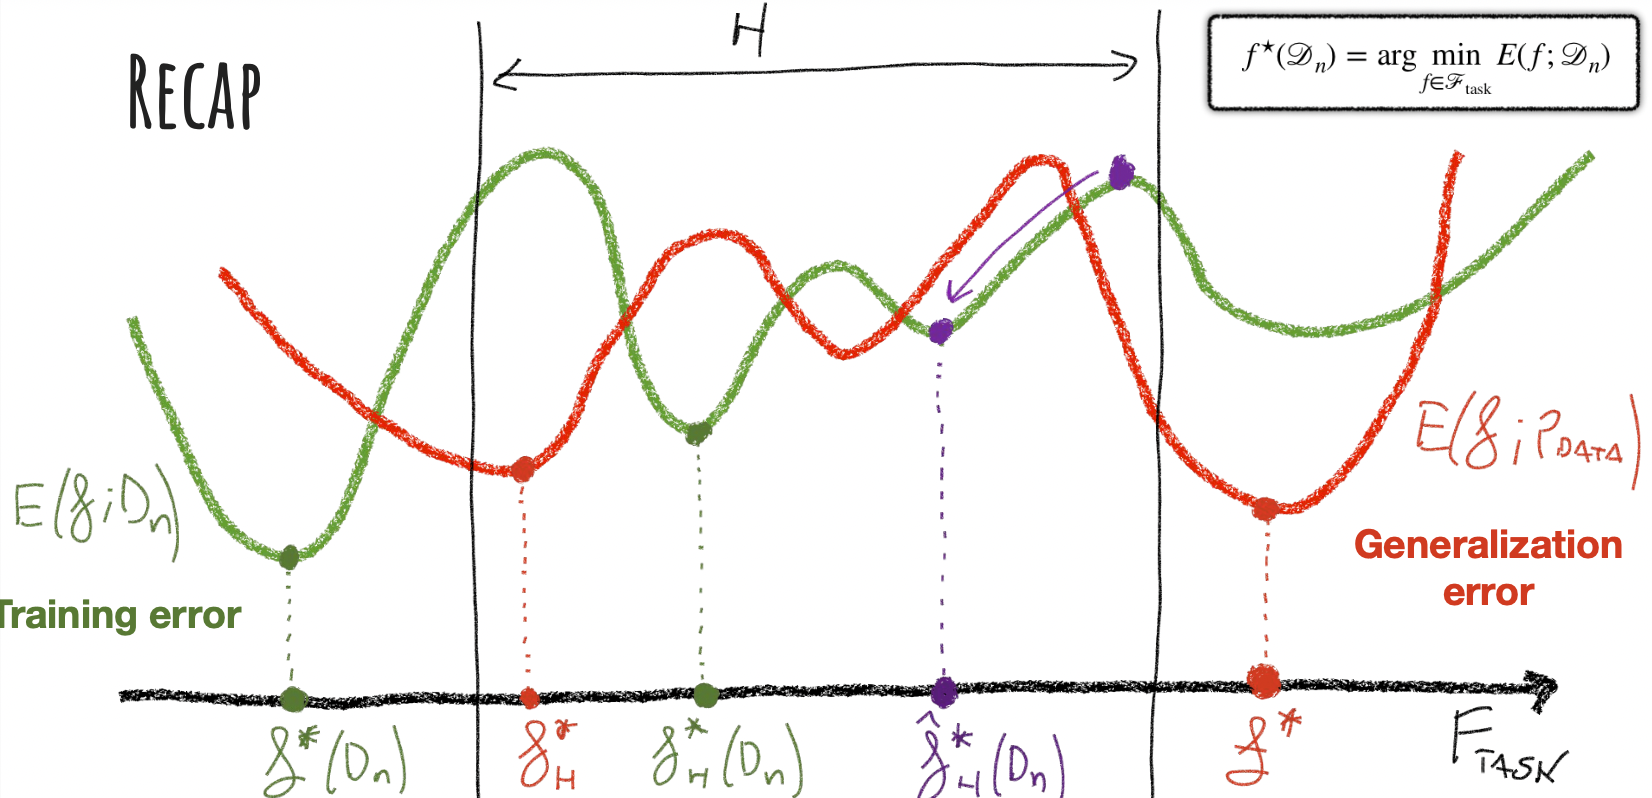 RECAP
H
f⋆(𝒟n) = arg min E(f; 𝒟n)
f∈ℱtask
E(f;Dn)
Training error
E(f;PDATA)
Generalization
error
f*(Dn)
f*H
f*H(Dn)
f̂*H(Dn)
f*
FTASK